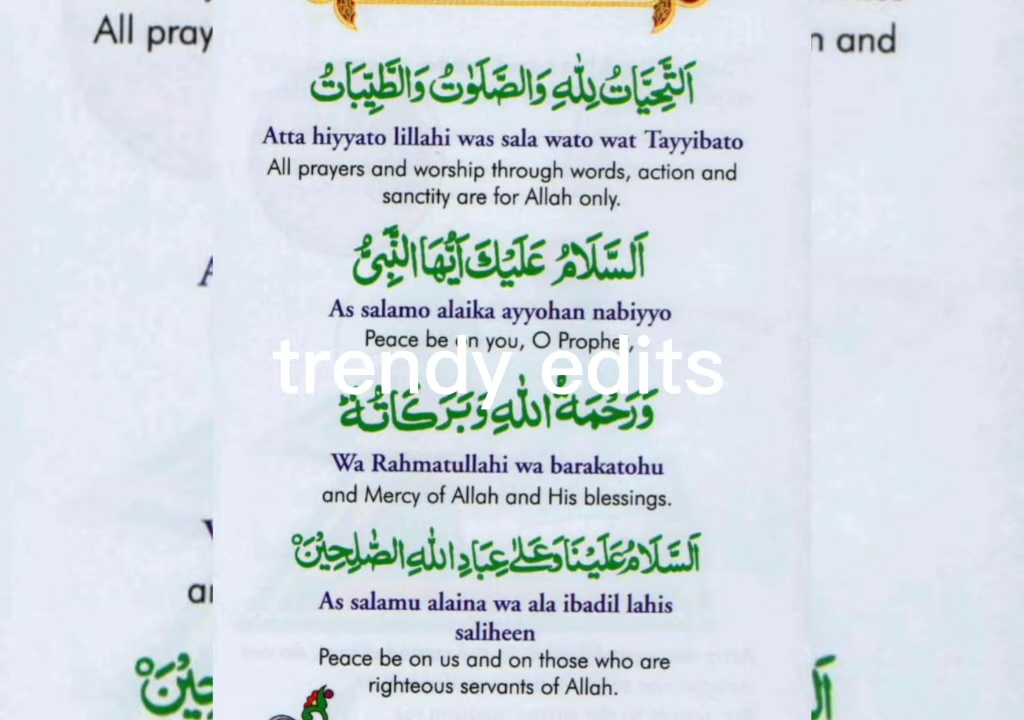 All pray
n and
اَلتَّحِيَّاتُ لِلّٰهِ وَالصَّلَوٰتُ وَالطَّيِّبَاتُ
Atta hiyyato lillahi was sala wato wat Tayyibato
All prayers and worship through words, action and
sanctity are for Allah only.
اَلسَّلَامُ عَلَيْكَ اَيُّهَا النَّبِىُّ
As salamo alaika ayyohan nabiyyo
Peace be on you, O Prophet,
trendy edits
وَرَحْمَةُ اللّٰهِ وَبَرَكَاتُهٗ
Wa Rahmatullahi wa barakatohu
and Mercy of Allah and His blessings.
اَلسَّلَامُ عَلَيْنَا وَعَلٰى عِبَادِ اللّٰهِ الصّٰلِحِيْنَ
As salamu alaina wa ala ibadil lahis
saliheen
Peace be on us and on those who are
righteous servants of Allah.